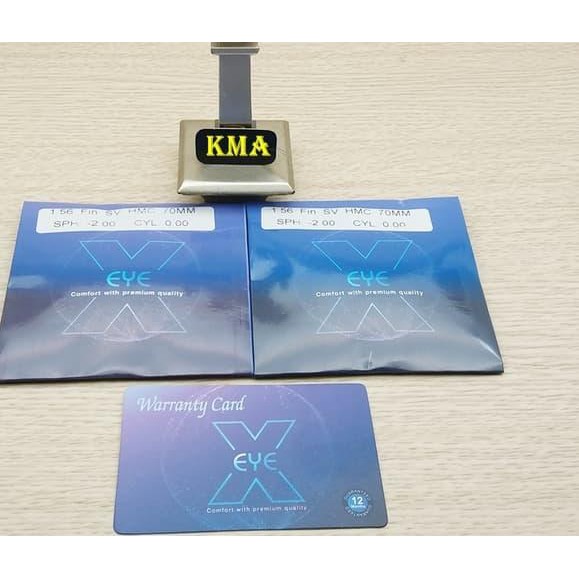 KMA
1.56 Fin SV HMC 70MM
SPH -2.00 CYL 0.00
X
EYE
Comfort with premium quality
1.56 Fin SV HMC 70MM
SPH -2.00 CYL 0.00
X
EYE
Comfort with premium quality
Warranty Card
X
EYE
Comfort with premium quality
12
Months